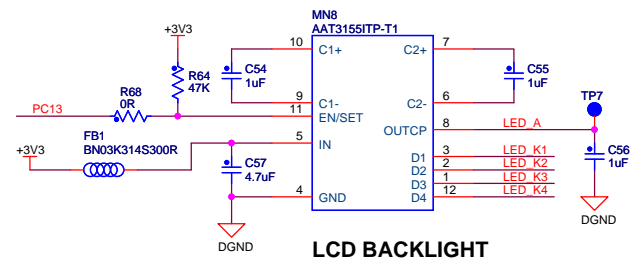 MN8
AAT3155ITP-T1
+3V3
10 C1+ C2+ 7
C54
1uF
C55
1uF
R64
47K
R68
0R
9 C1- C2- 6
PC13
11 EN/SET
TP7
OUTCP 8 LED_A
FB1
BN03K314S300R
+3V3
5 IN
D1 3 LED_K1
D2 2 LED_K2
D3 1 LED_K3
D4 12 LED_K4
C56
1uF
C57
4.7uF
4 GND
DGND
DGND
LCD BACKLIGHT